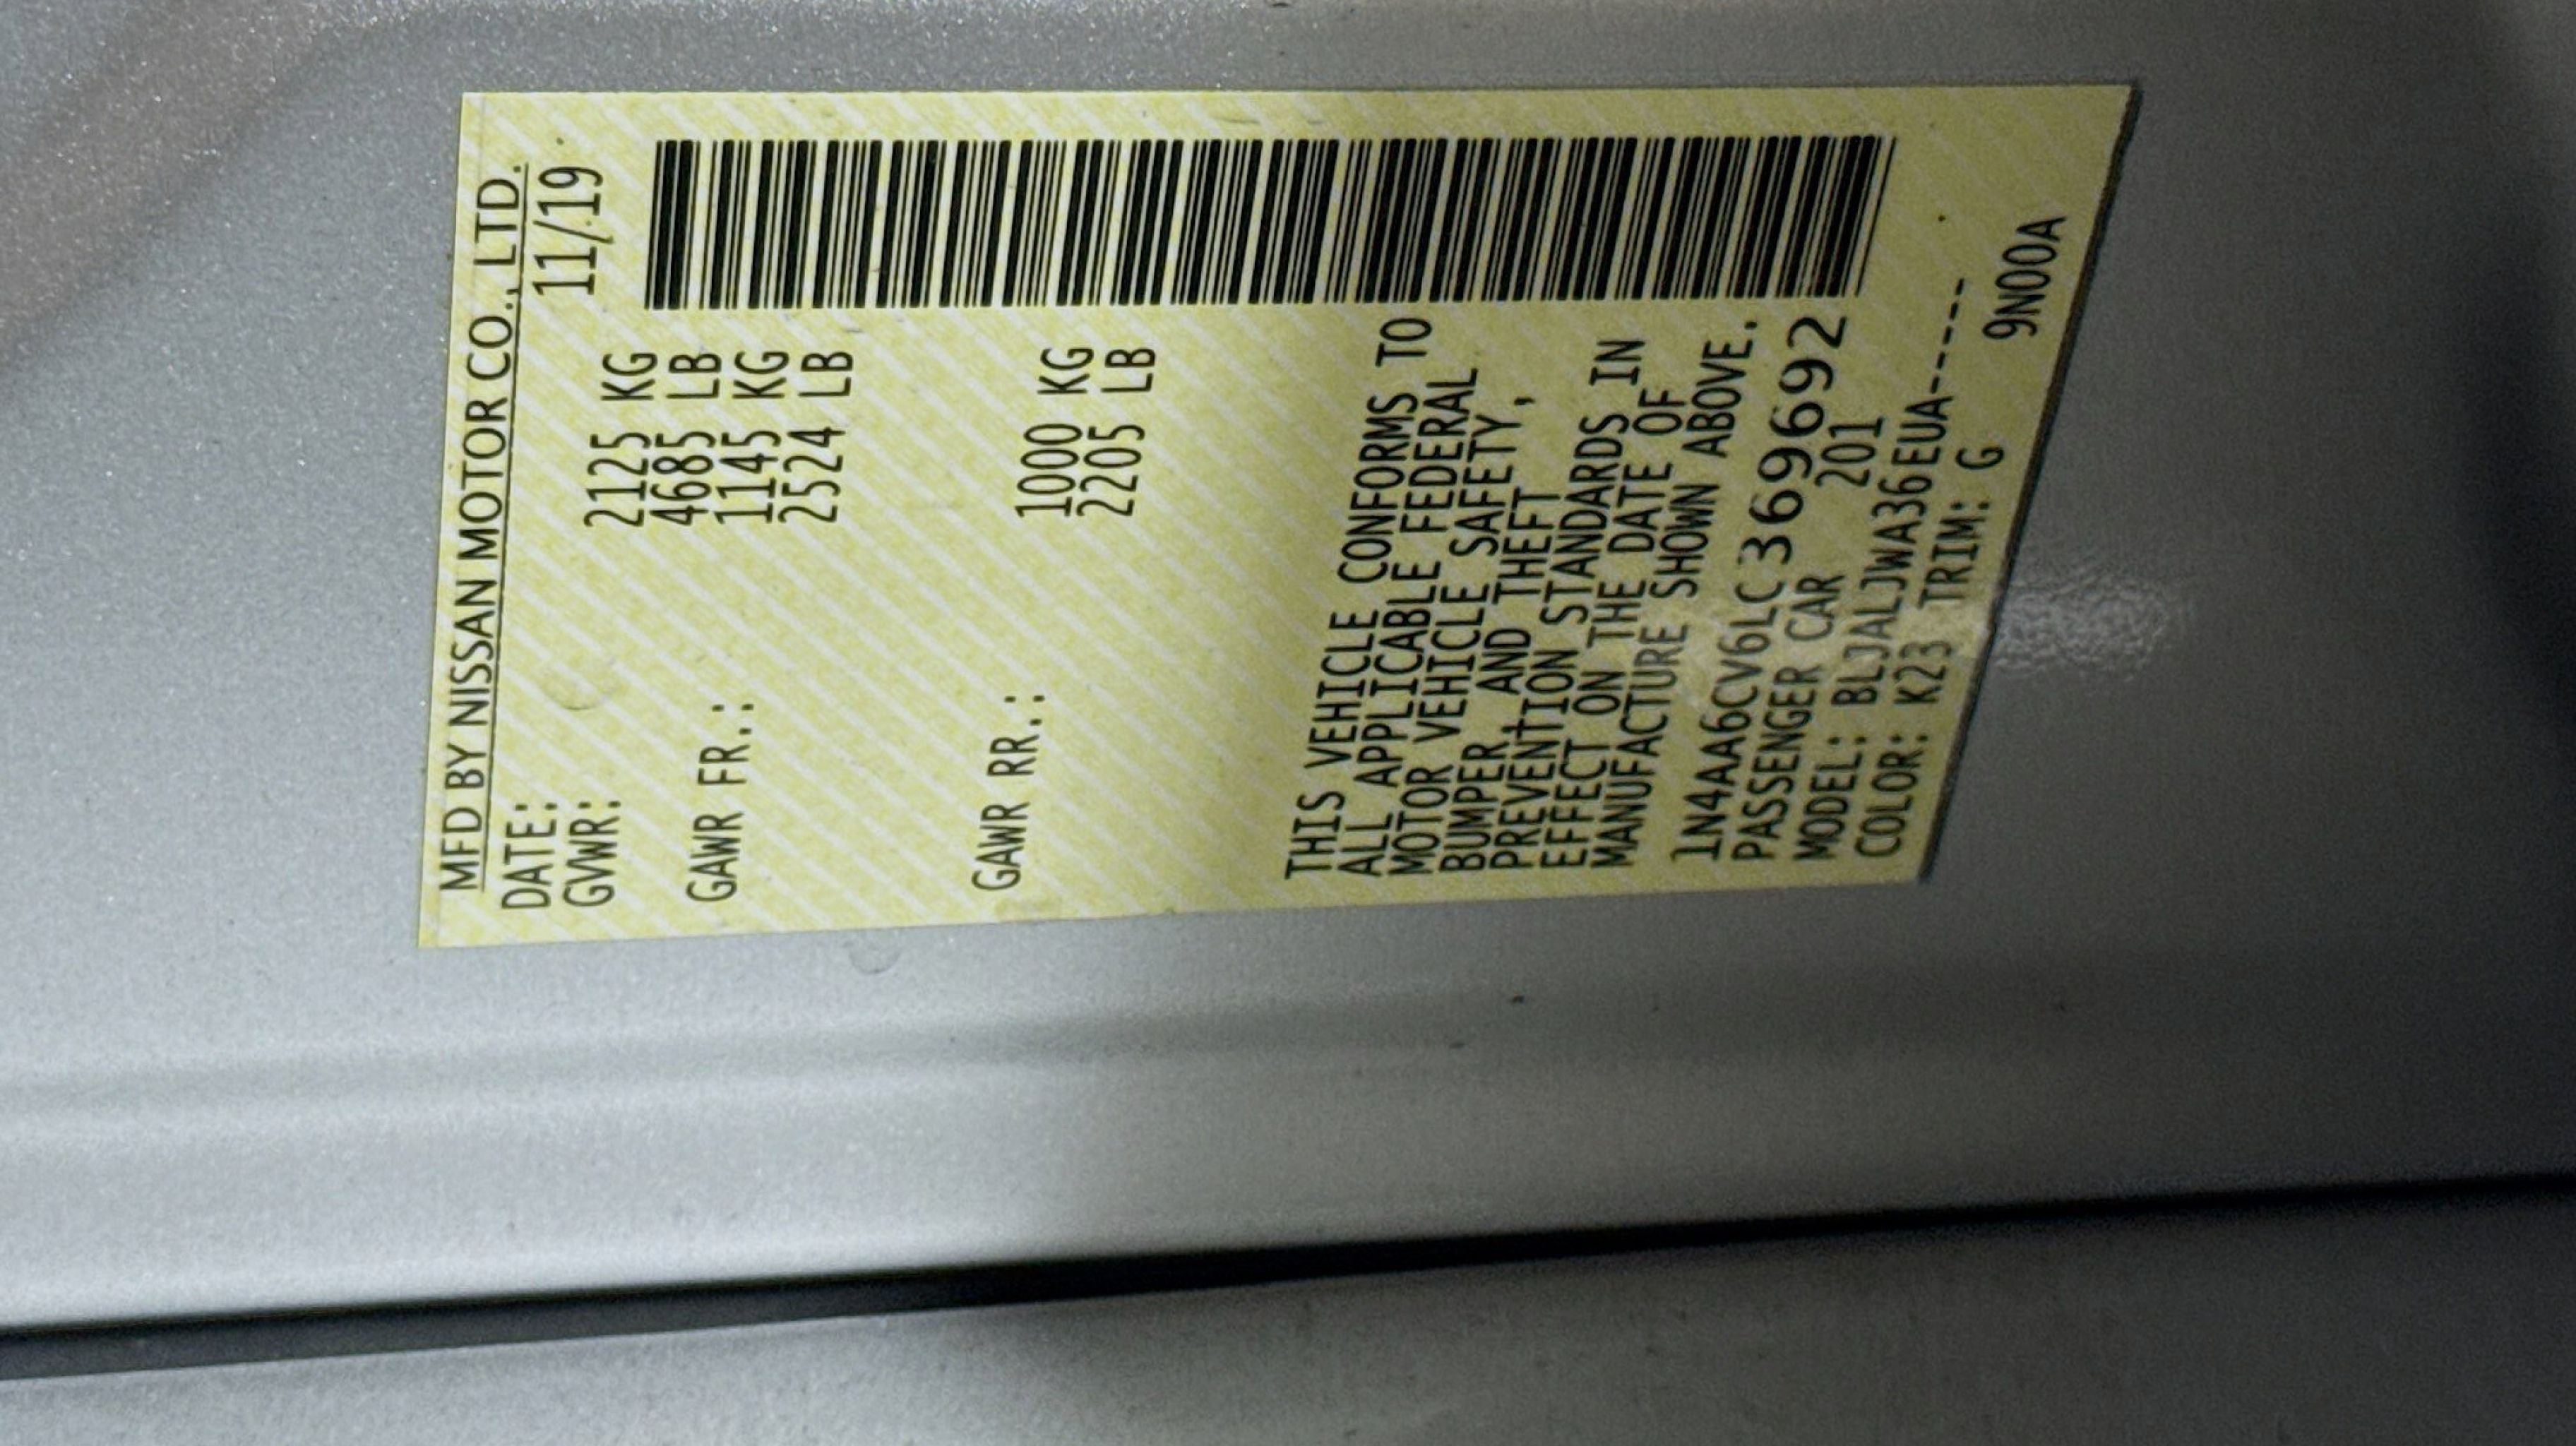 MFD BY NISSAN MOTOR CO., LTD.
DATE: 11/19
GVWR: 2125 KG
4685 LB
GAWR FR.: 1145 KG
2524 LB
GAWR RR.: 1000 KG
2205 LB
THIS VEHICLE CONFORMS TO
ALL APPLICABLE FEDERAL
MOTOR VEHICLE SAFETY,
BUMPER, AND THEFT
PREVENTION STANDARDS IN
EFFECT ON THE DATE OF
MANUFACTURE SHOWN ABOVE.
1N4AA6CV6LC369692
PASSENGER CAR 201
MODEL: BLJALJWA36EUA-----
COLOR: K23 TRIM: G
9N00A